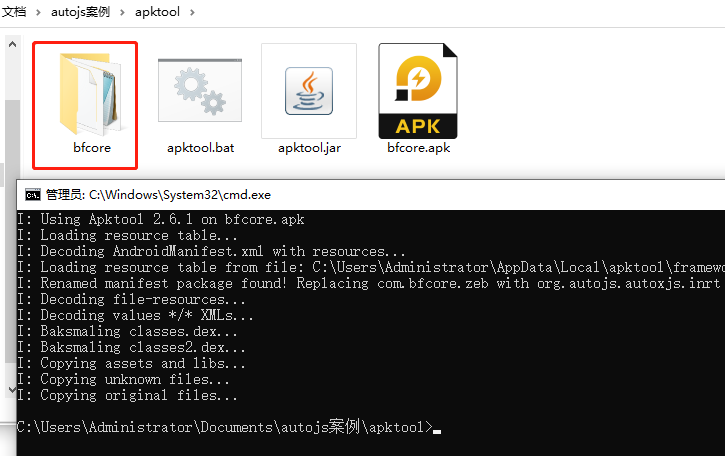 文档 > autojs案例 > apktool >
APK
bfcore apktool.bat apktool.jar bfcore.apk
管理员: C:\Windows\System32\cmd.exe
I: Using Apktool 2.6.1 on bfcore.apk
I: Loading resource table...
I: Decoding AndroidManifest.xml with resources...
I: Loading resource table from file: C:\Users\Administrator\AppData\Local\apktool\framewo
I: Renamed manifest package found! Replacing com.bfcore.zeb with org.autojs.autoxjs.inrt
I: Decoding file-resources...
I: Decoding values */* XMLs...
I: Baksmaling classes.dex...
I: Baksmaling classes2.dex...
I: Copying assets and libs...
I: Copying unknown files...
I: Copying original files...
C:\Users\Administrator\Documents\autojs案例\apktool>